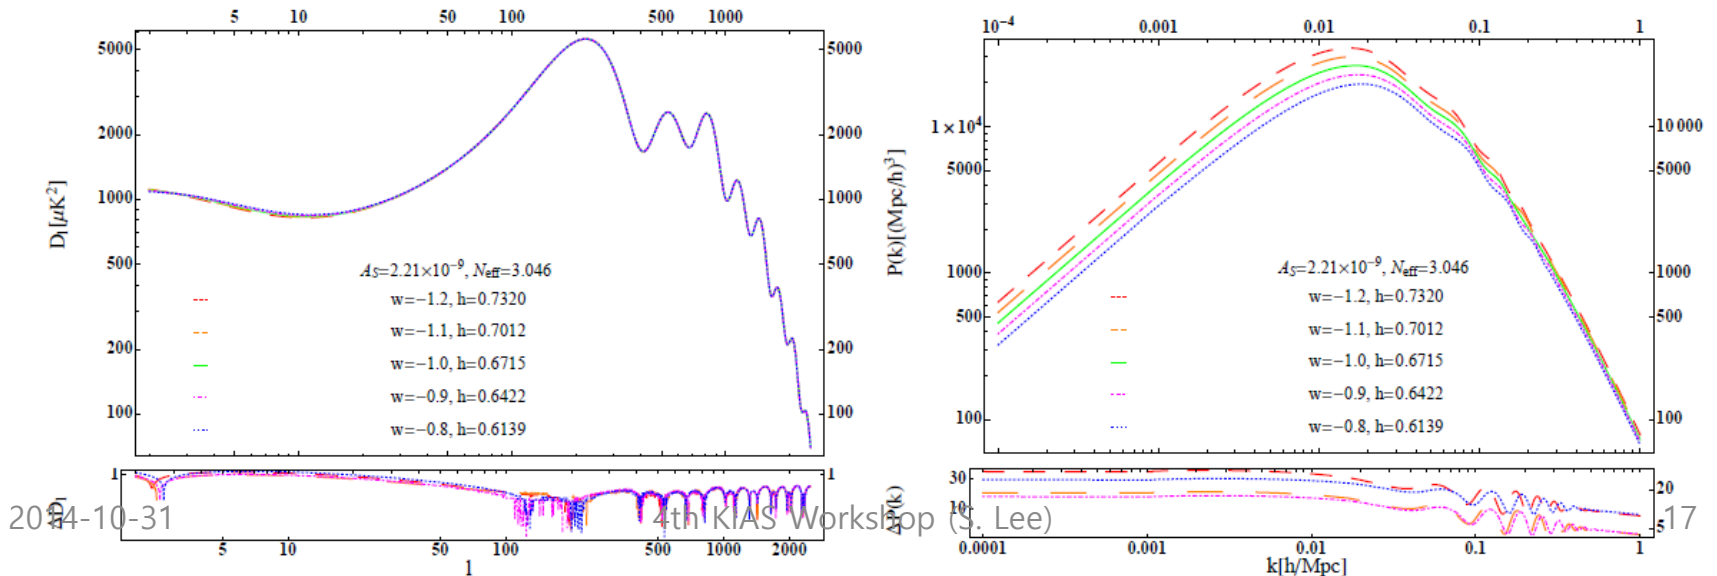 5 10 50 100 500 1000
5000 5000
2000 2000
1000 1000
500 500
200 200
100 100
D_l[μK²]
A_S=2.21×10⁻⁹, N_eff=3.046
w=−1.2, h=0.7320
w=−1.1, h=0.7012
w=−1.0, h=0.6715
w=−0.9, h=0.6422
w=−0.8, h=0.6139
1 1
5 10 50 100 500 1000 2000
l
10⁻⁴ 0.001 0.01 0.1 1
1×10⁴ 10000
5000 5000
1000 1000
500 500
100 100
P(k)[(Mpc/h)³]
A_S=2.21×10⁻⁹, N_eff=3.046
w=−1.2, h=0.7320
w=−1.1, h=0.7012
w=−1.0, h=0.6715
w=−0.9, h=0.6422
w=−0.8, h=0.6139
30 20
10 5
ΔP(k)
0.0001 0.001 0.01 0.1 1
k[h/Mpc]
2014-10-31 4th KIAS Workshop (S. Lee) 17